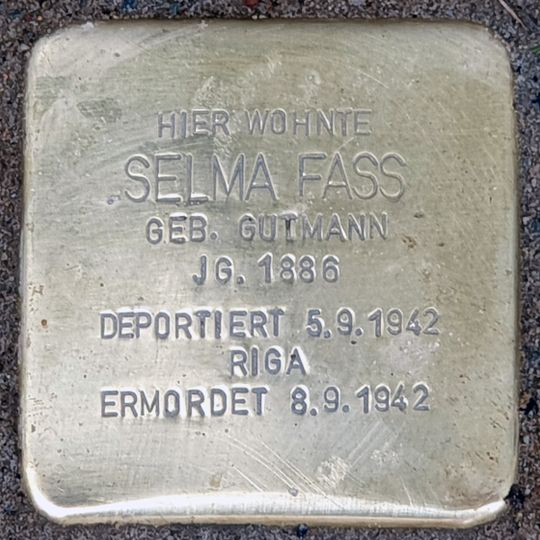 HIER WOHNTE
SELMA FASS
GEB. GUTMANN
JG. 1886
DEPORTIERT 5.9.1942
RIGA
ERMORDET 8.9.1942